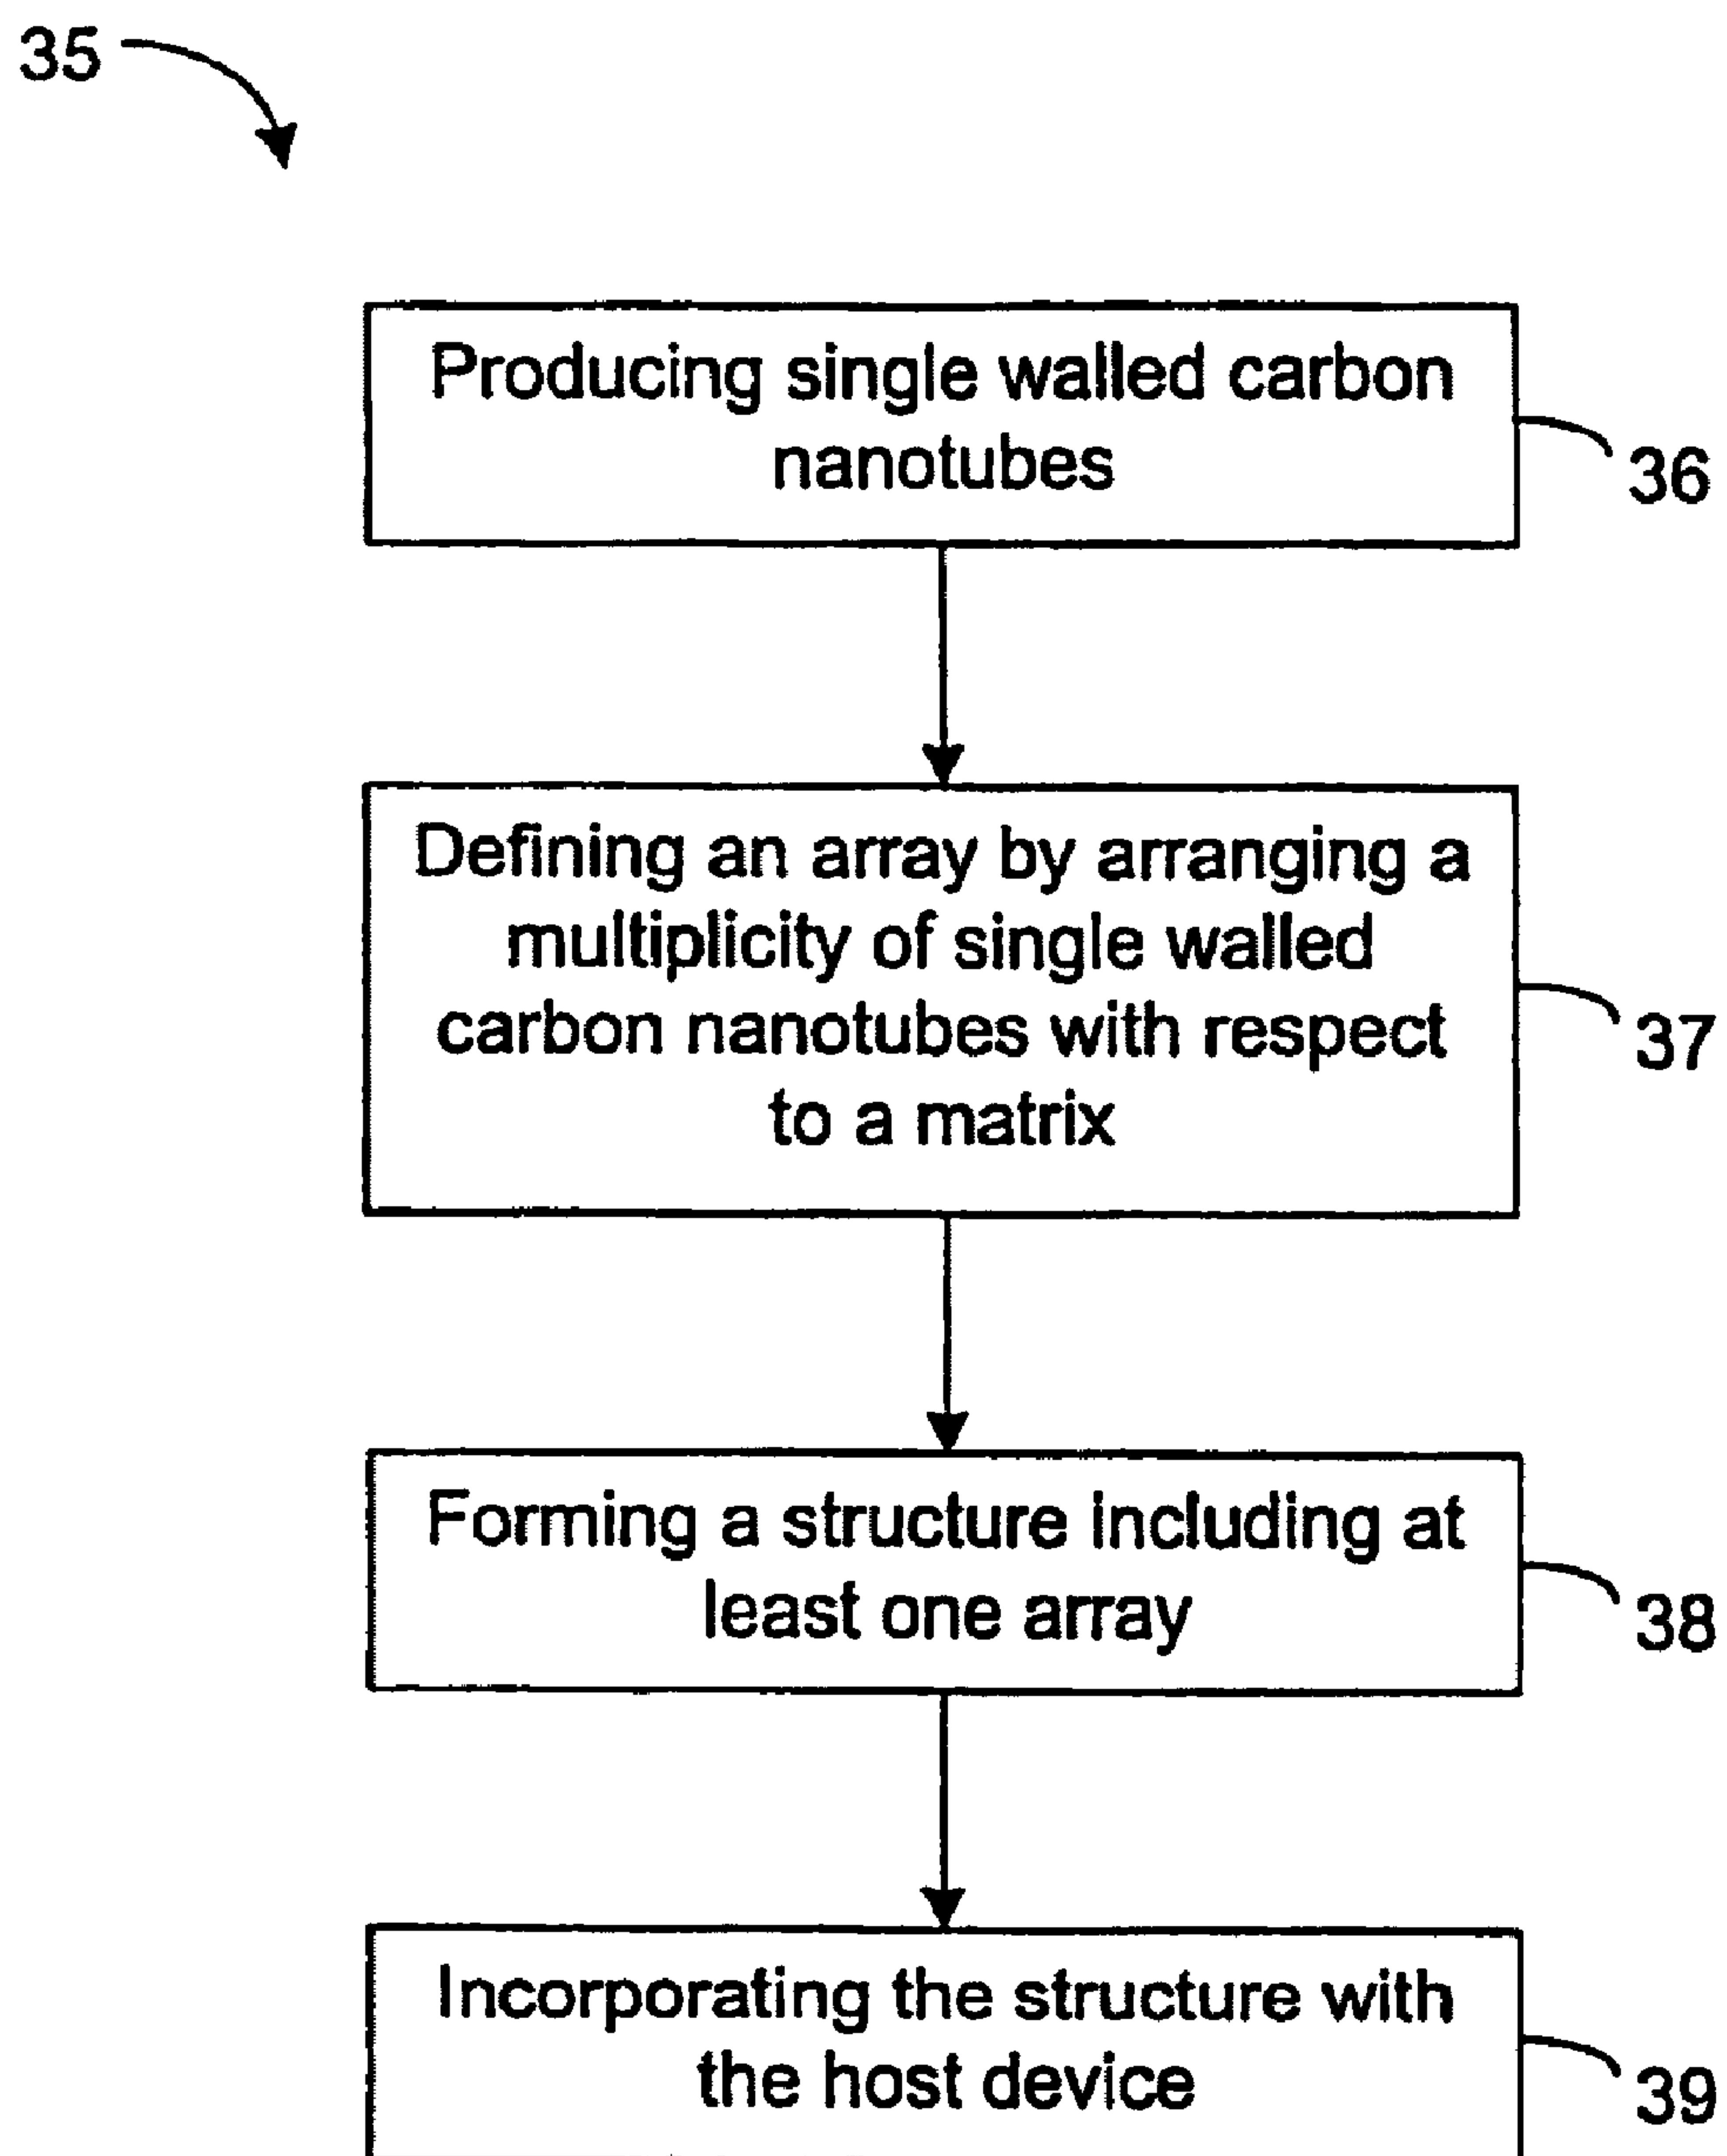 35
Producing single walled carbon
nanotubes
36
Defining an array by arranging a
multiplicity of single walled
carbon nanotubes with respect
to a matrix
37
Forming a structure including at
least one array
38
Incorporating the structure with
the host device
39